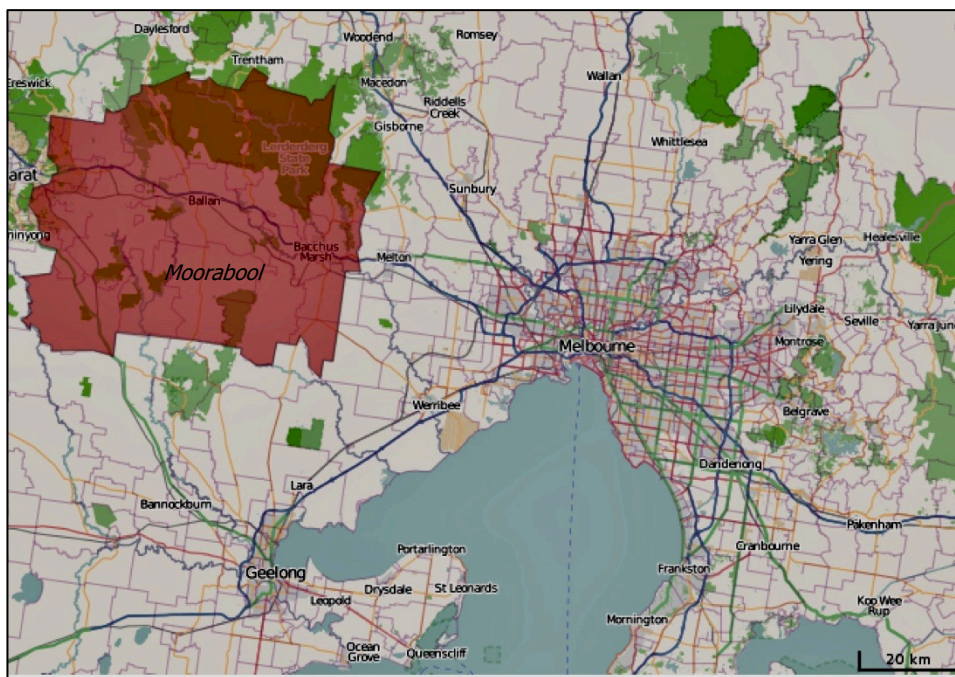 Daylesford
Woodend
Romsey
Trentham
Wallan
Macedon
Riddells
Creek
Gisborne
Whittlesea
Lerderderg
State
Park
Sunbury
Ballan
Bacchus
Marsh
Moorabool
Melton
Yarra Glen
Healesville
Yering
Lilydale
Seville
Montrose
Melbourne
Werribee
Belgrave
Dandenong
Lara
Bannockburn
Pakenham
Cranbourne
Portarlington
Geelong
Frankston
Drysdale
St Leonards
Leopold
Koo Wee
Rup
Mornington
Ocean
Grove
Queenscliff
20 km